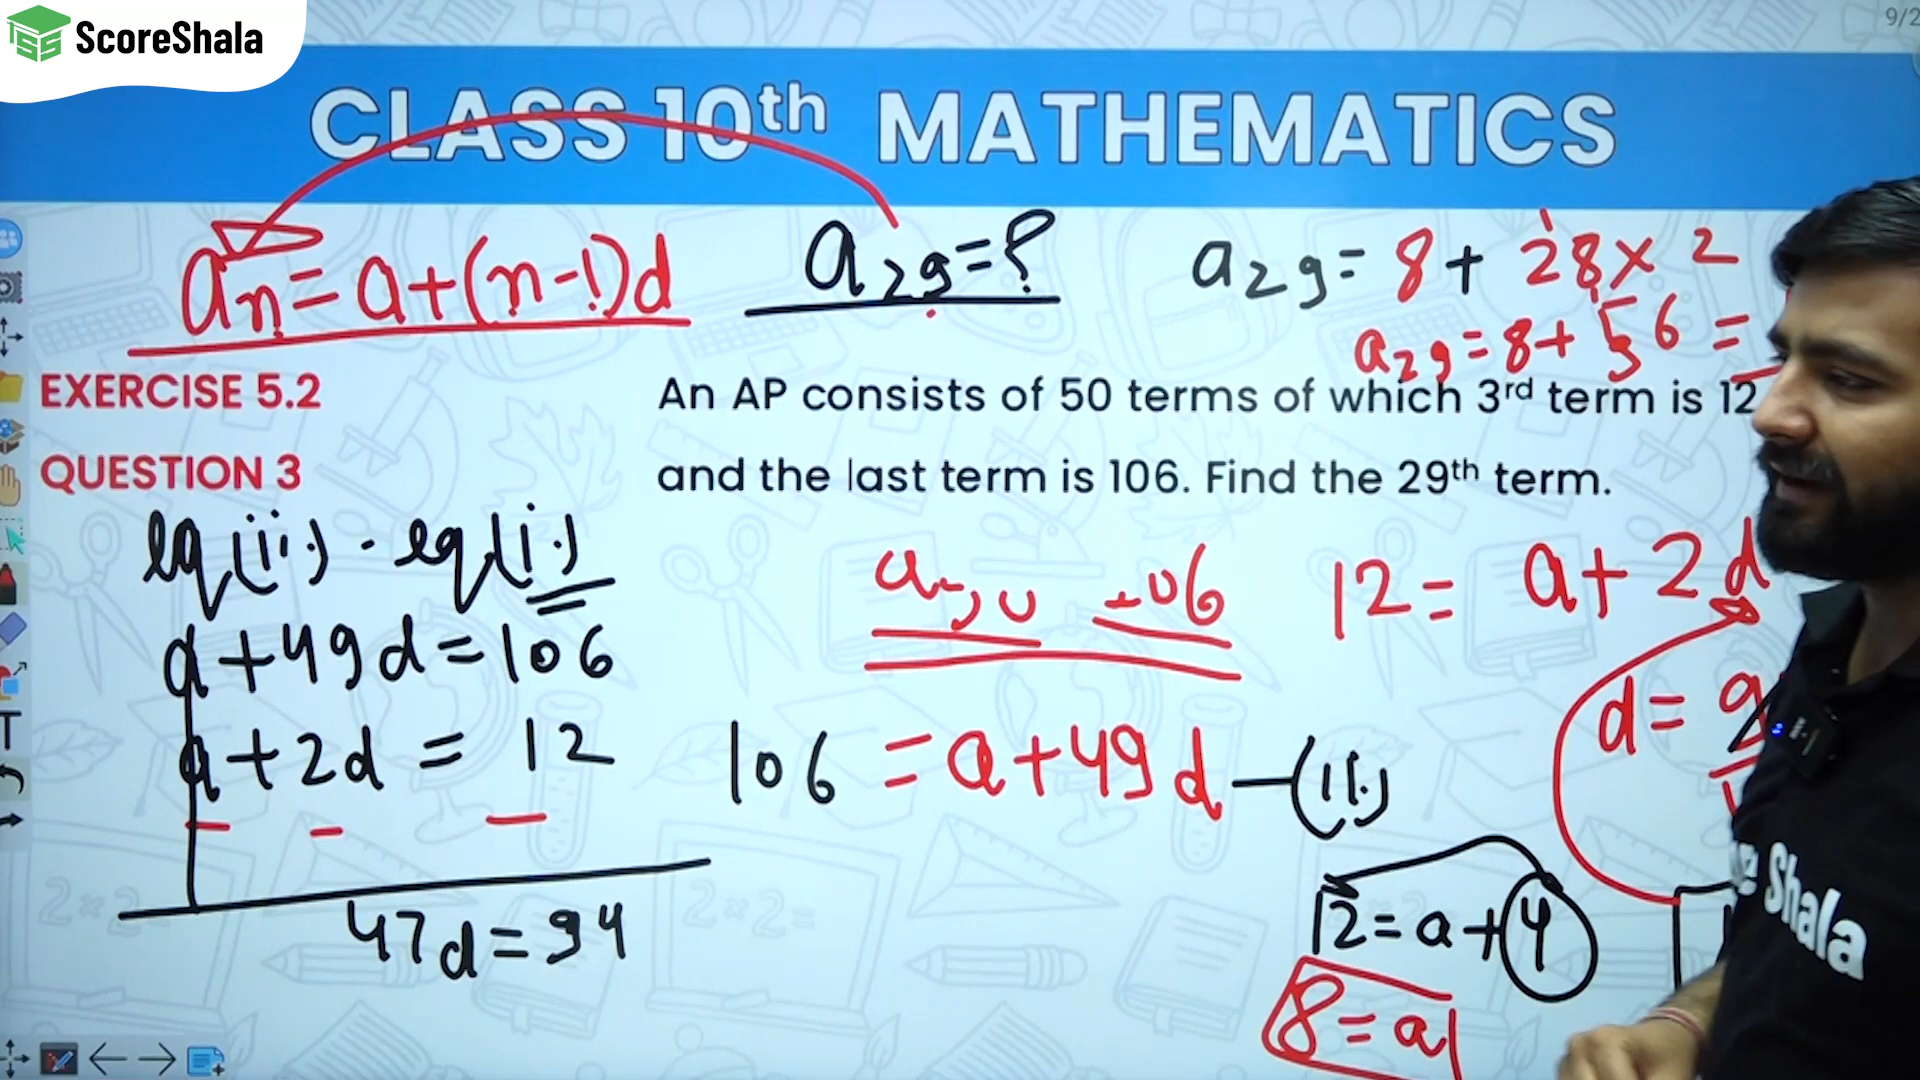 ScoreShala
9/2
CLASS 10th MATHEMATICS
an = a+(n-1)d
a29 = ?
a29 = 8 + 28 x 2
a29 = 8 + 56 =
EXERCISE 5.2
QUESTION 3
An AP consists of 50 terms of which 3rd term is 12
and the last term is 106. Find the 29th term.
eq(ii.) - eq(i.)
a + 49d = 106
a + 2d = 12
47d = 94
106 = a + 49d - (ii.)
12 = a + 2d
d =
12 = a + 4
8 = a
Shala